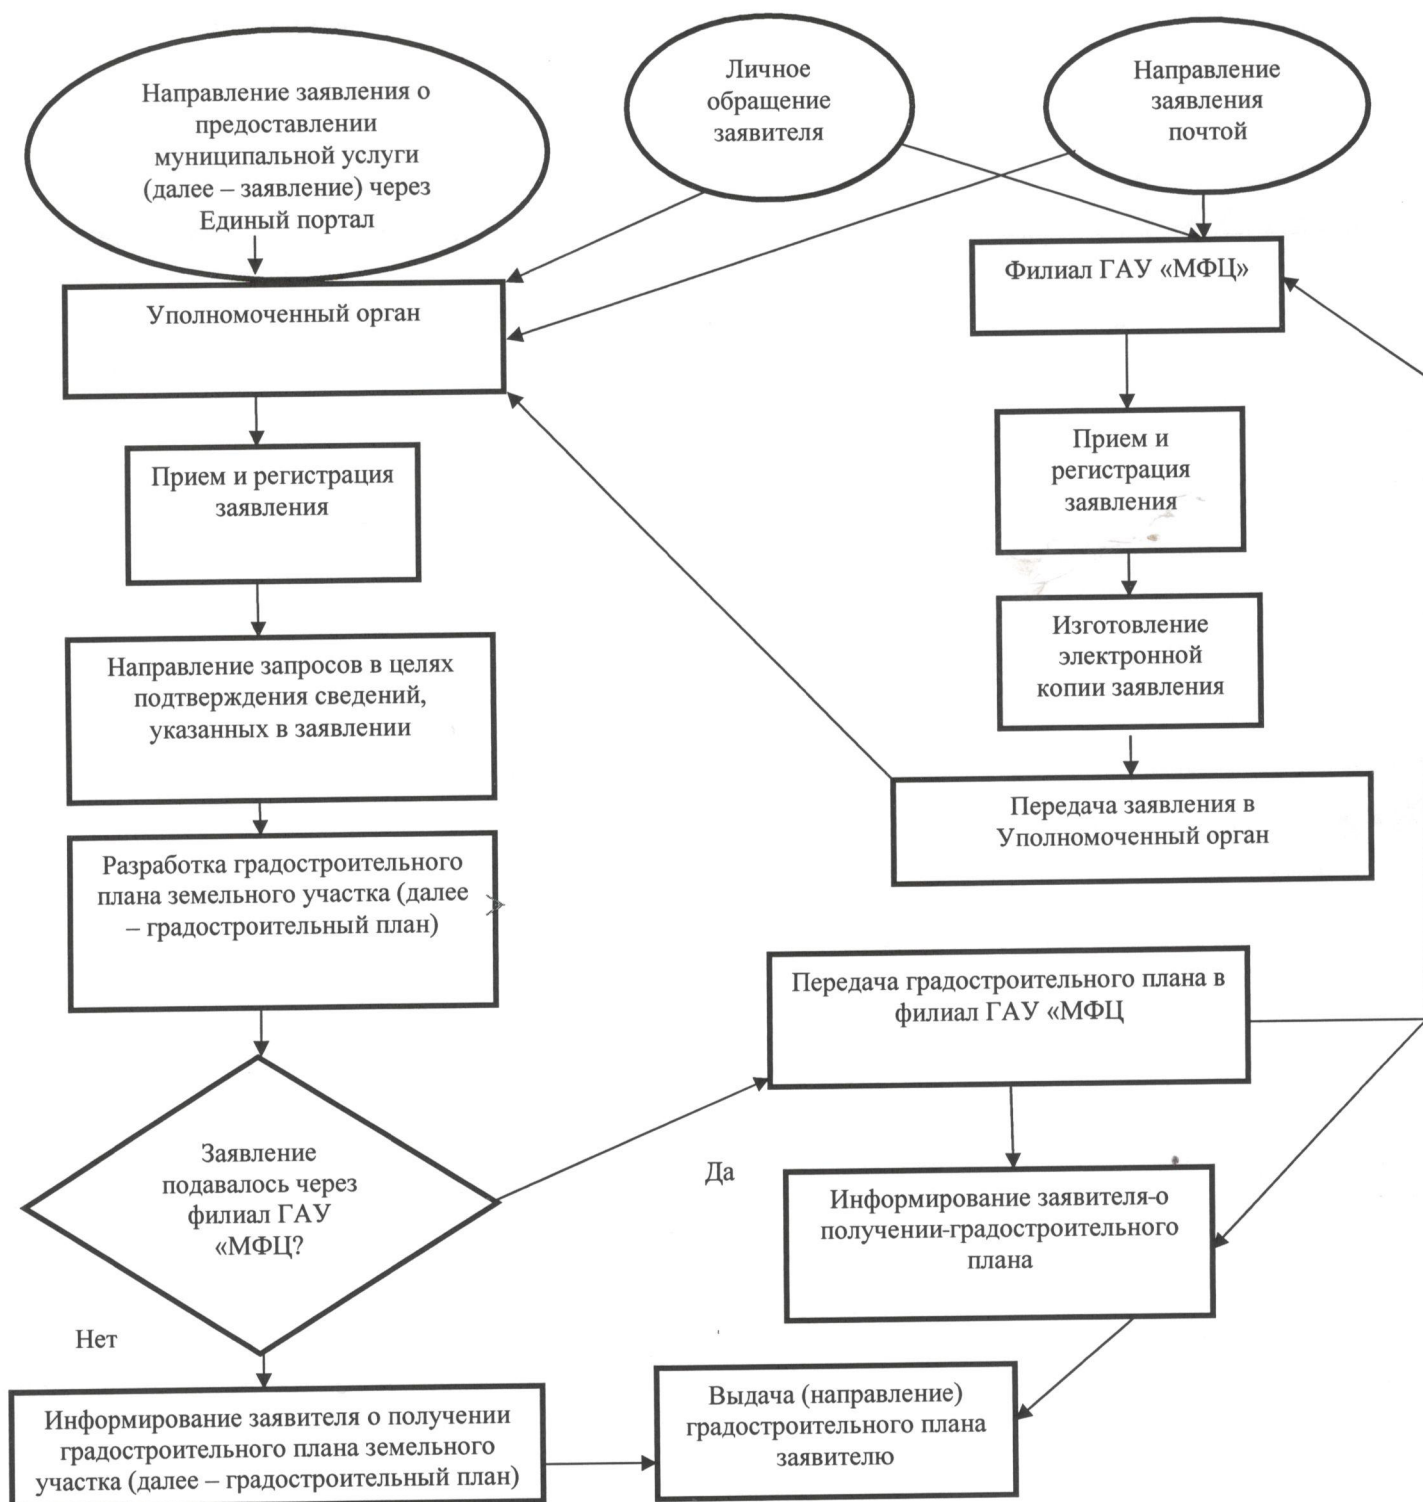 Направление заявления о
предоставлении
муниципальной услуги
(далее – заявление) через
Единый портал
Личное
обращение
заявителя
Направление
заявления
почтой
Уполномоченный орган
Филиал ГАУ «МФЦ»
Прием и регистрация
заявления
Прием и
регистрация
заявления
Направление запросов в целях
подтверждения сведений,
указанных в заявлении
Изготовление
электронной
копии заявления
Передача заявления в
Уполномоченный орган
Разработка градостроительного
плана земельного участка (далее
– градостроительный план)
Передача градостроительного плана в
филиал ГАУ «МФЦ
Заявление
подавалось через
филиал ГАУ
«МФЦ?
Да
Информирование заявителя-о
получении-градостроительного
плана
Нет
Информирование заявителя о получении
градостроительного плана земельного
участка (далее – градостроительный план)
Выдача (направление)
градостроительного плана
заявителю